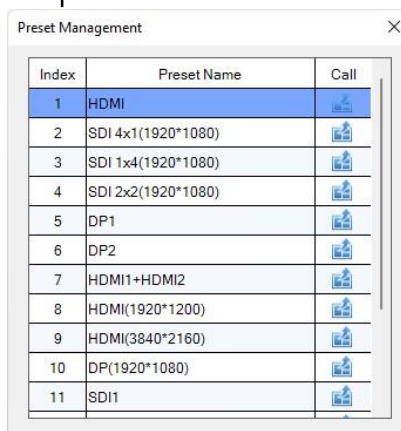 Preset Management
Index Preset Name Call
1 HDMI
2 SDI 4x1(1920*1080)
3 SDI 1x4(1920*1080)
4 SDI 2x2(1920*1080)
5 DP1
6 DP2
7 HDMI1+HDMI2
8 HDMI(1920*1200)
9 HDMI(3840*2160)
10 DP(1920*1080)
11 SDI1